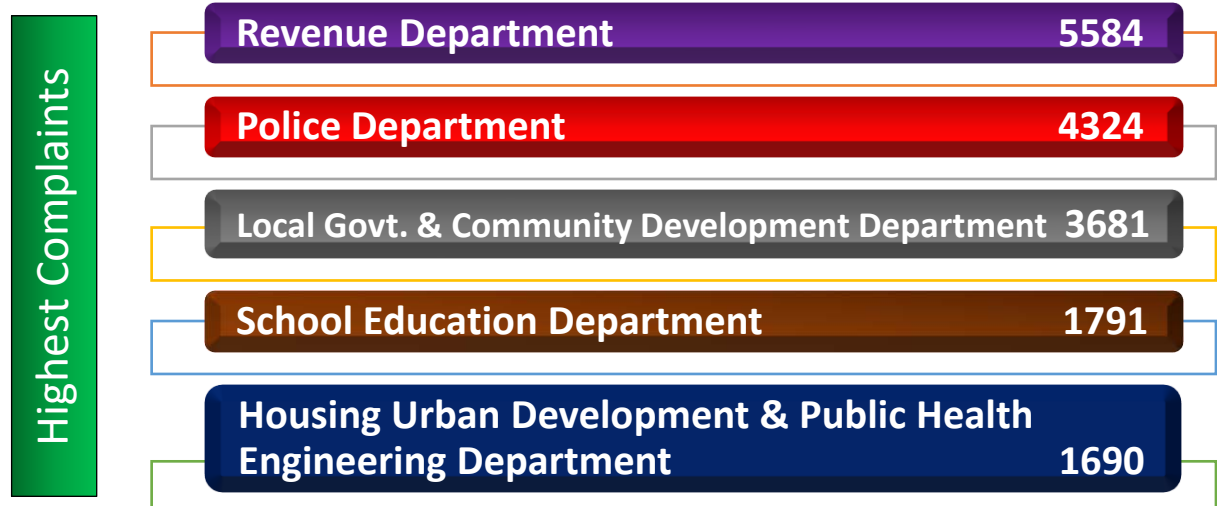 Highest Complaints
Revenue Department 5584
Police Department 4324
Local Govt. & Community Development Department 3681
School Education Department 1791
Housing Urban Development & Public Health
Engineering Department 1690